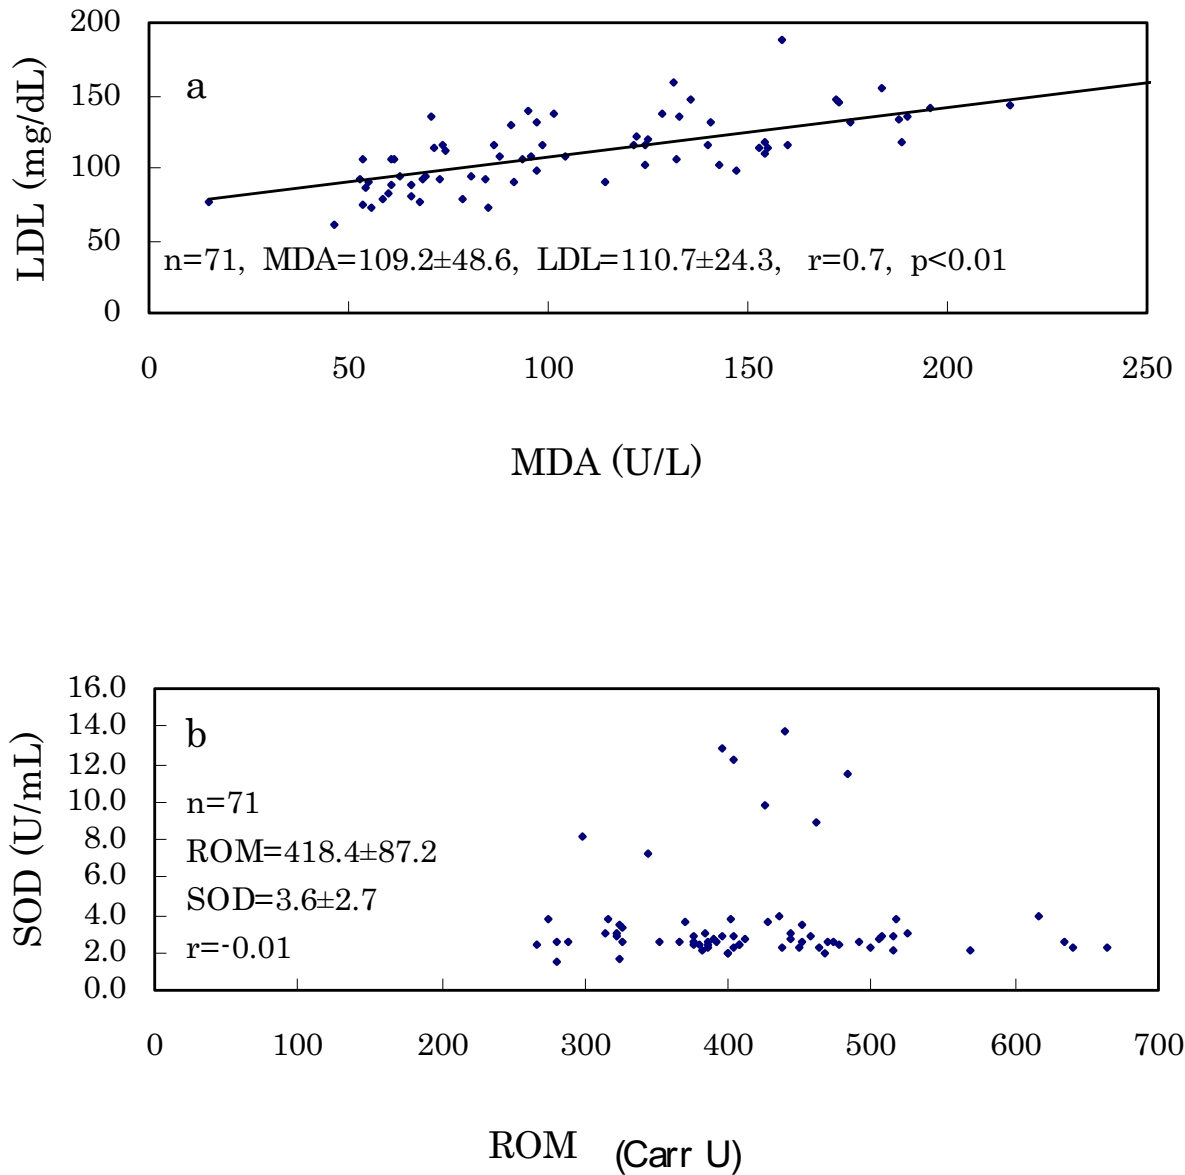 200
150
100
50
0
LDL (mg/dL)
a
n=71, MDA=109.2±48.6, LDL=110.7±24.3, r=0.7, p<0.01
0 50 100 150 200 250
MDA (U/L)
16.0
14.0
12.0
10.0
8.0
6.0
4.0
2.0
0.0
SOD (U/mL)
b
n=71
ROM=418.4±87.2
SOD=3.6±2.7
r=-0.01
0 100 200 300 400 500 600 700
ROM (Carr U)